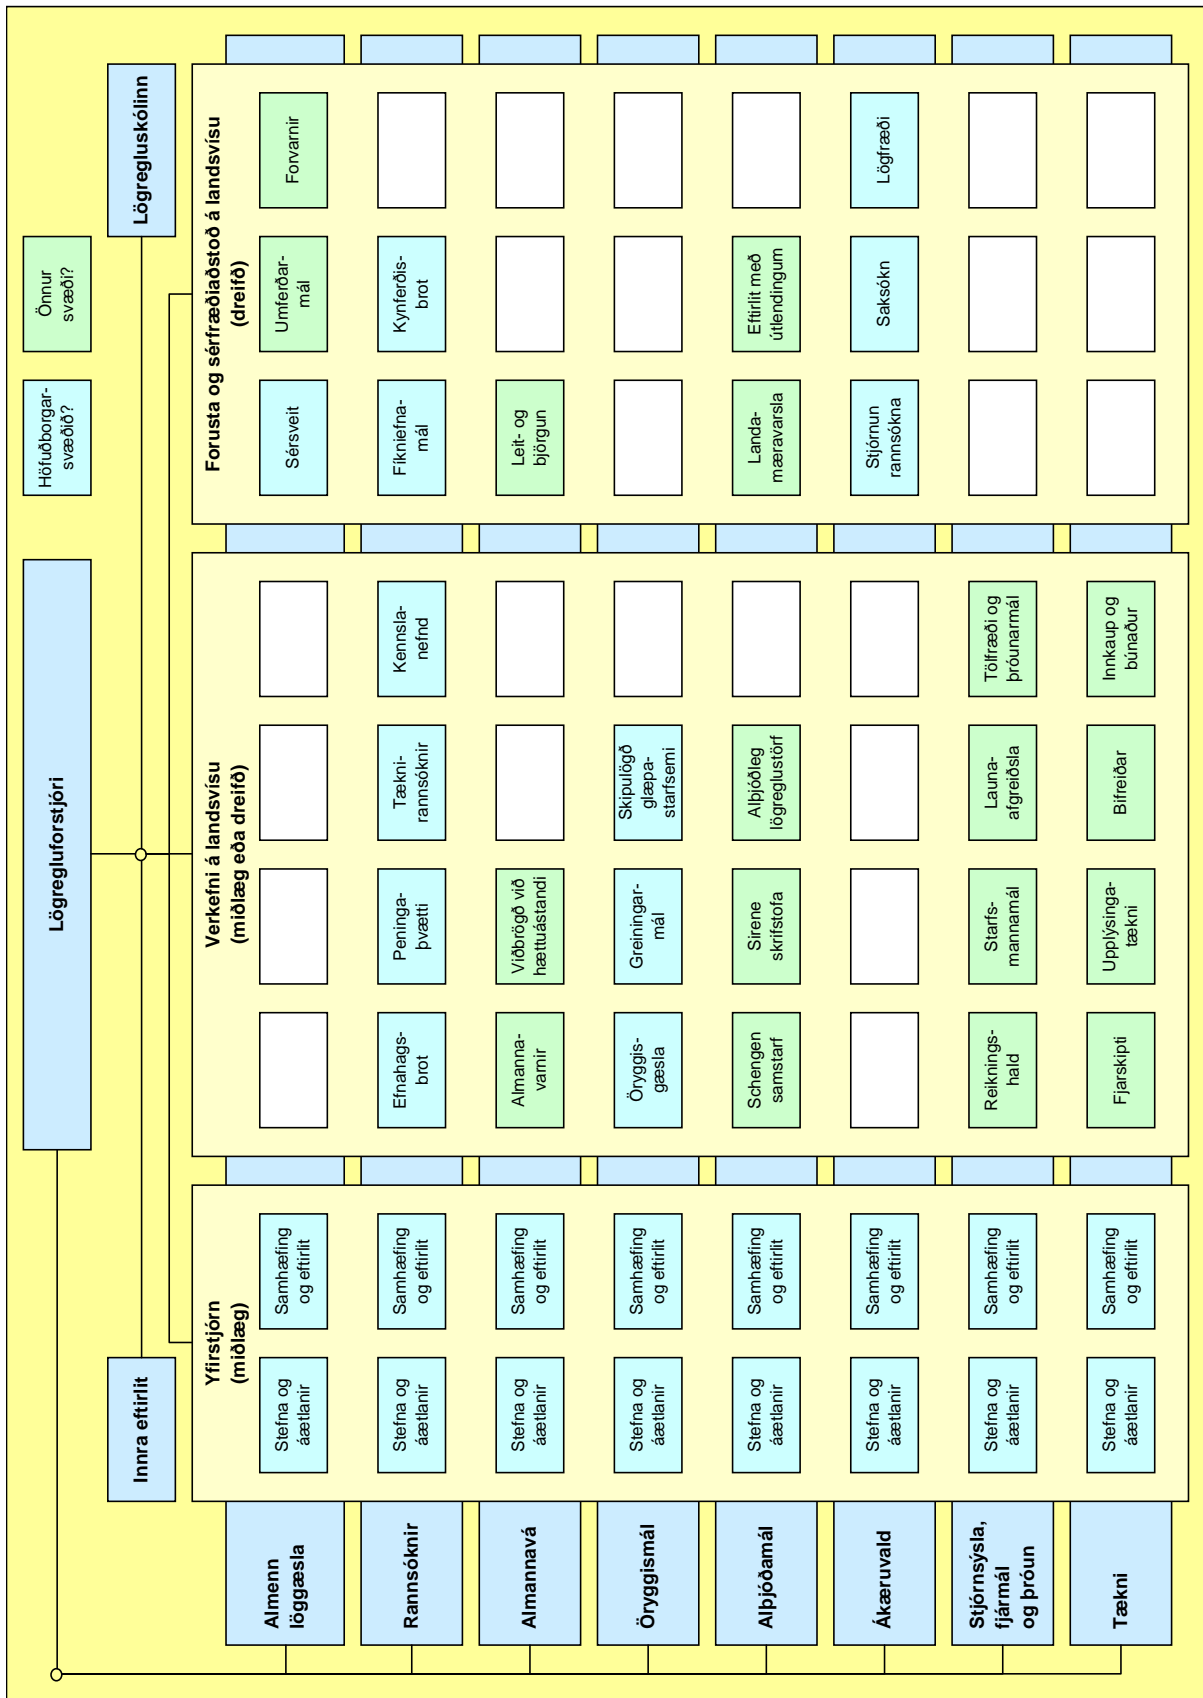 Lögregluforstjóri
Höfuðborgar-
svæðið?
Önnur
svæði?
Innra eftirlit
Lögregluskólinn
Yfirstjórn
(miðlæg)
Verkefni á landsvísu
(miðlæg eða dreifð)
Forusta og sérfræðiaðstoð á landsvísu
(dreifð)
Almenn
löggæsla
Stefna og
áætlanir
Samhæfing
og eftirlit
Sérsveit
Umferðar-
mál
Forvarnir
Rannsóknir
Stefna og
áætlanir
Samhæfing
og eftirlit
Efnahags-
brot
Peninga-
þvætti
Tækni-
rannsóknir
Kennsla-
nefnd
Fíkniefna-
mál
Kynferðis-
brot
Almannavá
Stefna og
áætlanir
Samhæfing
og eftirlit
Almanna-
varnir
Viðbrögð við
hættuástandi
Leit- og
björgun
Öryggismál
Stefna og
áætlanir
Samhæfing
og eftirlit
Öryggis-
gæsla
Greiningar-
mál
Skipulögð
glæpa-
starfsemi
Alþjóðamál
Stefna og
áætlanir
Samhæfing
og eftirlit
Schengen
samstarf
Sirene
skrifstofa
Alþjóðleg
lögreglustörf
Landa-
mæravarsla
Eftirlit með
útlendingum
Ákæruvald
Stefna og
áætlanir
Samhæfing
og eftirlit
Stjórnun
rannsókna
Saksókn
Lögfræði
Stjórnsýsla,
fjármál
og þróun
Stefna og
áætlanir
Samhæfing
og eftirlit
Reiknings-
hald
Starfs-
mannamál
Launa-
afgreiðsla
Tölfræði og
þróunarmál
Tækni
Stefna og
áætlanir
Samhæfing
og eftirlit
Fjarskipti
Upplýsinga-
tækni
Bifreiðar
Innkaup og
búnaður